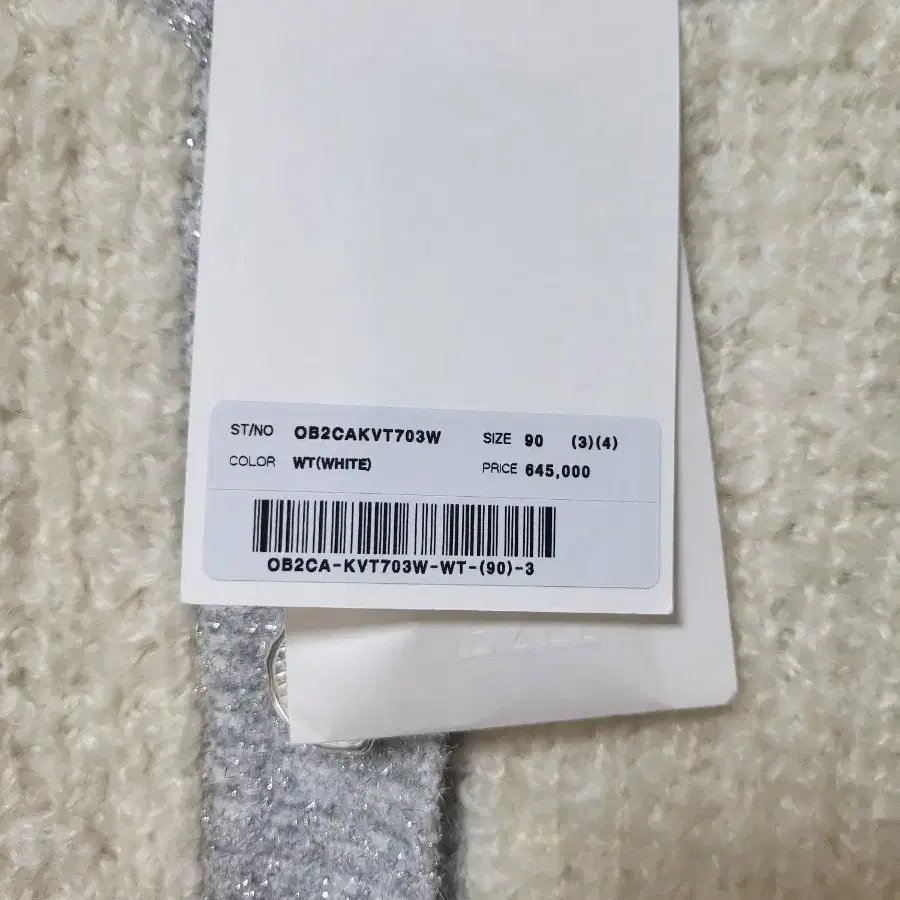 ST/NO OB2CAKVT703W SIZE 90 (3)(4)
COLOR WT(WHITE) PRICE 645,000
OB2CA-KVT703W-WT-(90)-3